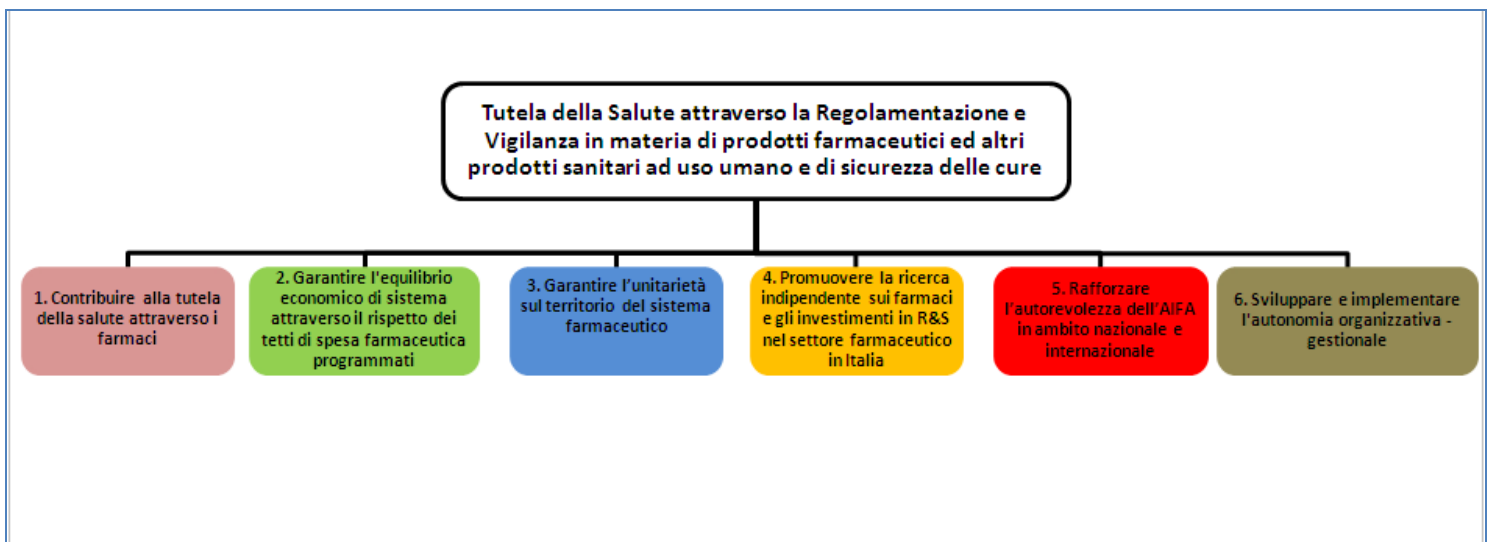 Tutela della Salute attraverso la Regolamentazione e
Vigilanza in materia di prodotti farmaceutici ed altri
prodotti sanitari ad uso umano e di sicurezza delle cure
1. Contribuire alla tutela
della salute attraverso i
farmaci
2. Garantire l'equilibrio
economico di sistema
attraverso il rispetto dei
tetti di spesa farmaceutica
programmati
3. Garantire l’unitarietà
sul territorio del sistema
farmaceutico
4. Promuovere la ricerca
indipendente sui farmaci
e gli investimenti in R&S
nel settore farmaceutico
in Italia
5. Rafforzare
l’autorevolezza dell’AIFA
in ambito nazionale e
internazionale
6. Sviluppare e implementare
l'autonomia organizzativa -
gestionale